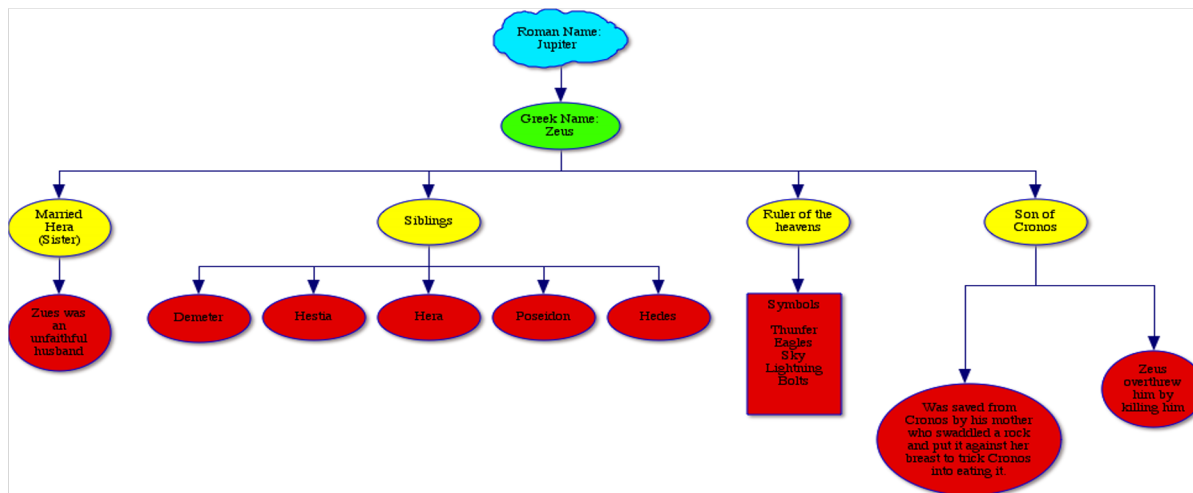 Roman Name:
Jupiter
Greek Name:
Zeus
Married
Hera
(Sister)
Siblings
Ruler of the
heavens
Son of
Cronos
Zues was
an
unfaithful
husband
Demeter
Hestia
Hera
Poseidon
Hedes
Symbols
Thunfer
Eagles
Sky
Lightning
Bolts
Was saved from
Cronos by his mother
who swaddled a rock
and put it against her
breast to trick Cronos
into eating it.
Zeus
overthrew
him by
killing him